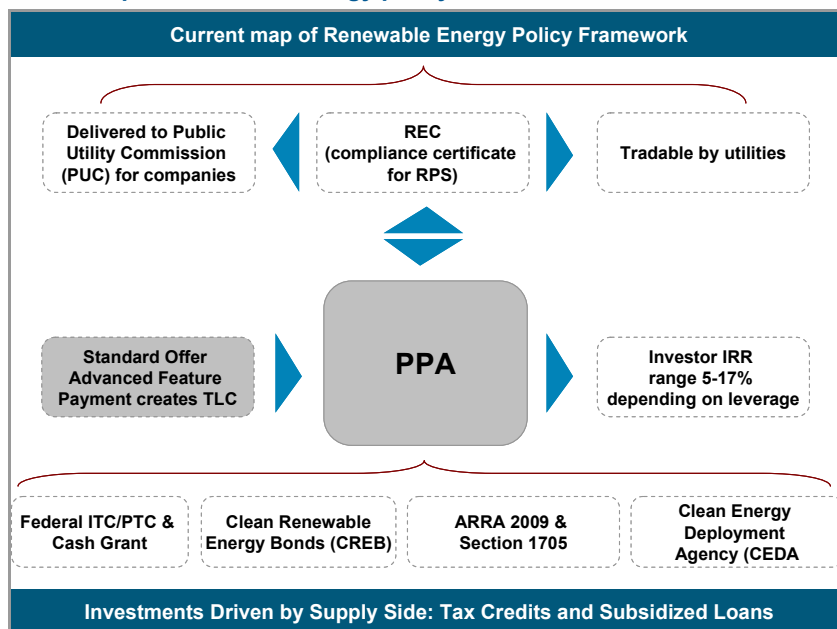 Current map of Renewable Energy Policy Framework
Delivered to Public
Utility Commission
(PUC) for companies
REC
(compliance certificate
for RPS)
Tradable by utilities
Standard Offer
Advanced Feature
Payment creates TLC
PPA
Investor IRR
range 5-17%
depending on leverage
Federal ITC/PTC &
Cash Grant
Clean Renewable
Energy Bonds (CREB)
ARRA 2009 &
Section 1705
Clean Energy
Deployment
Agency (CEDA
Investments Driven by Supply Side: Tax Credits and Subsidized Loans